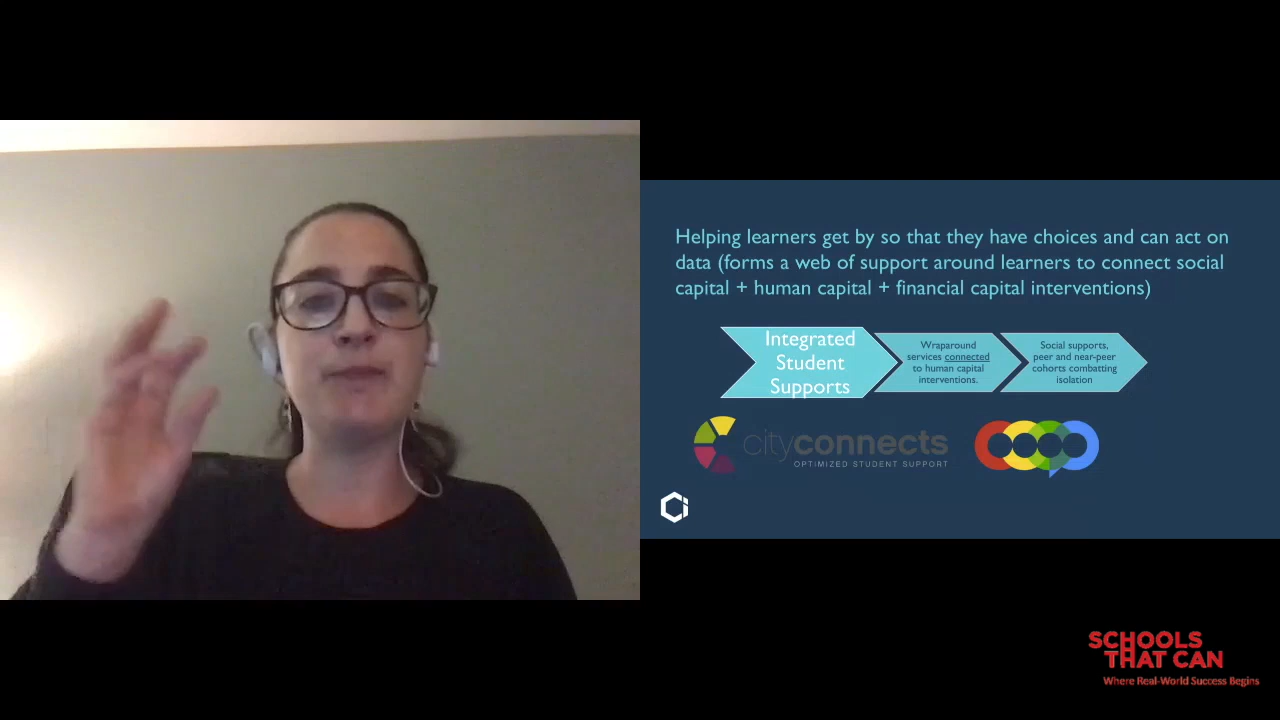 Helping learners get by so that they have choices and can act on
data (forms a web of support around learners to connect social
capital + human capital + financial capital interventions)
Integrated
Student
Supports
Wraparound
services connected
to human capital
interventions.
Social supports,
peer and near-peer
cohorts combatting
isolation
cityconnects
OPTIMIZED STUDENT SUPPORT
SCHOOLS
THAT CAN
Where Real-World Success Begins